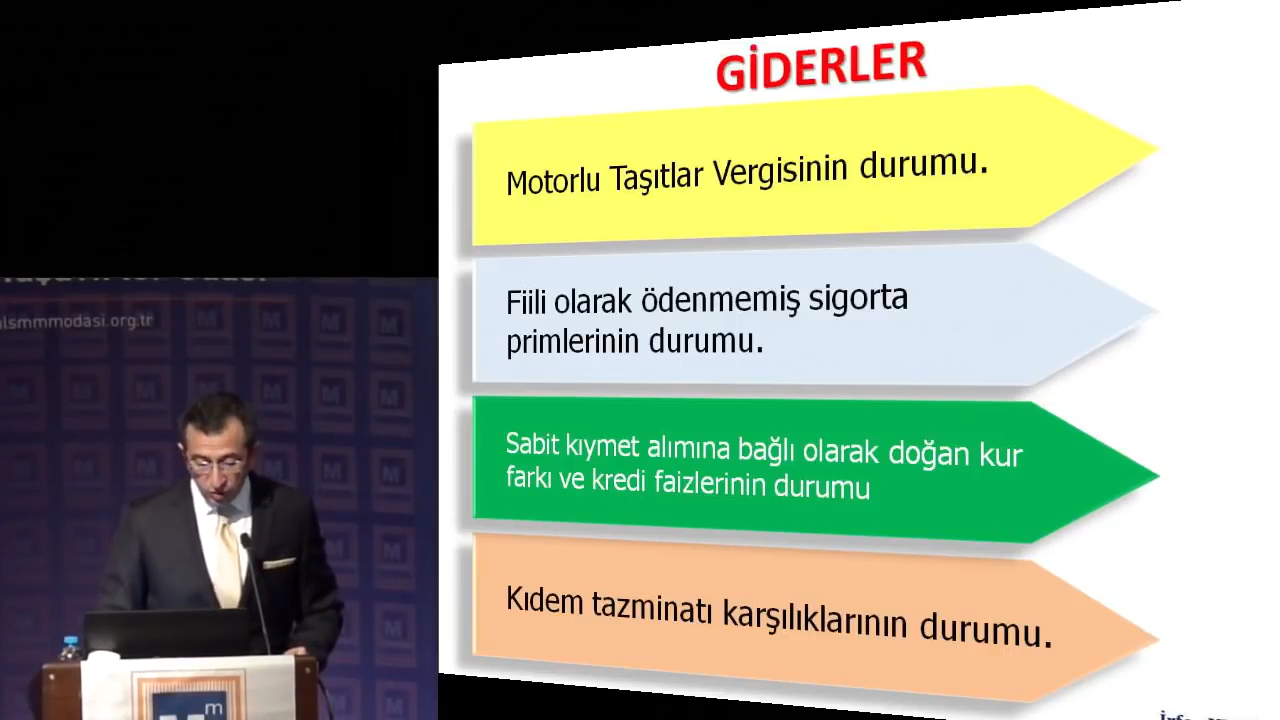 GİDERLER
Motorlu Taşıtlar Vergisinin durumu.
Fiili olarak ödenmemiş sigorta
primlerinin durumu.
Sabit kıymet alımına bağlı olarak doğan kur
farkı ve kredi faizlerinin durumu
Kıdem tazminatı karşılıklarının durumu.
lsmmmodasi.org.tr
M
m